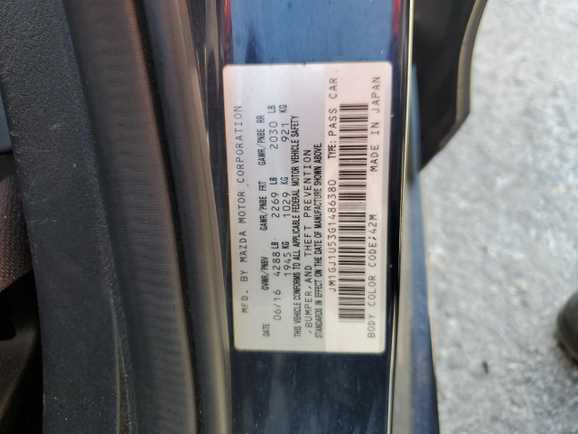 MFD. BY MAZDA MOTOR CORPORATION
GVWR/PNBV GAWR/PNBE FRT GAWR/PNBE RR
DATE 06/16 4288 LB 2269 LB 2030 LB
1945 KG 1029 KG 921 KG
THIS VEHICLE CONFORMS TO ALL APPLICABLE FEDERAL MOTOR VEHICLE SAFETY
,BUMPER,AND THEFT PREVENTION
STANDARDS IN EFFECT ON THE DATE OF MANUFACTURE SHOWN ABOVE.
JM1GJ1U53G1486380 TYPE: PASS CAR
BODY COLOR CODE;42M MADE IN JAPAN